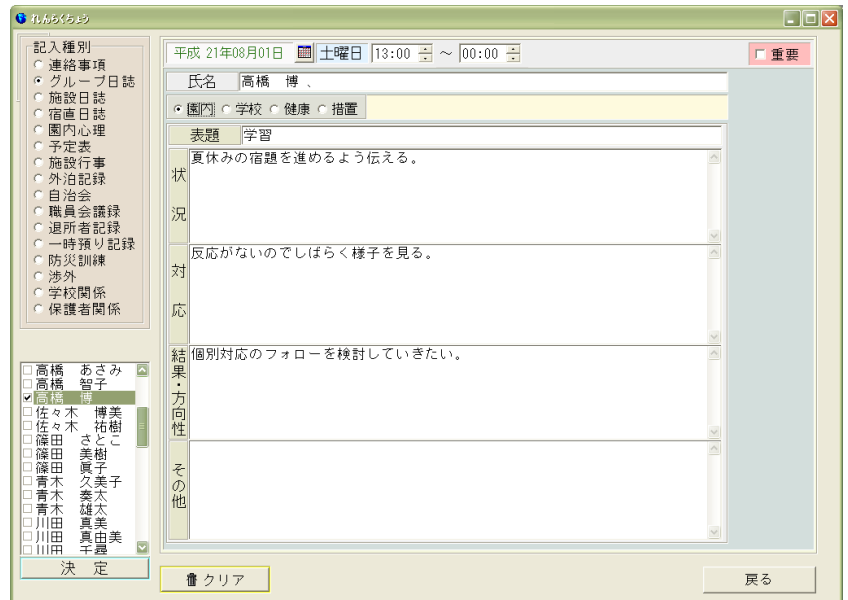 れんらくちょう
記入種別
連絡事項
グループ日誌
施設日誌
宿直日誌
園内心理
予定表
施設行事
外泊記録
自治会
職員会議録
退所者記録
一時預り記録
防災訓練
渉外
学校関係
保護者関係
高橋 あさみ
高橋 智子
高橋 博
佐々木 博美
佐々木 祐樹
篠田 さとこ
篠田 美樹
篠田 眞子
青木 久美子
青木 奏太
青木 雄太
川田 真美
川田 真由美
川田 千尋
決 定
平成 21年08月01日 土曜日 13:00 ～ 00:00
重要
氏名 高橋 博 、
園内 学校 健康 措置
表題 学習
状況 夏休みの宿題を進めるよう伝える。
対応 反応がないのでしばらく様子を見る。
結果・方向性 個別対応のフォローを検討していきたい。
その他
クリア
戻る